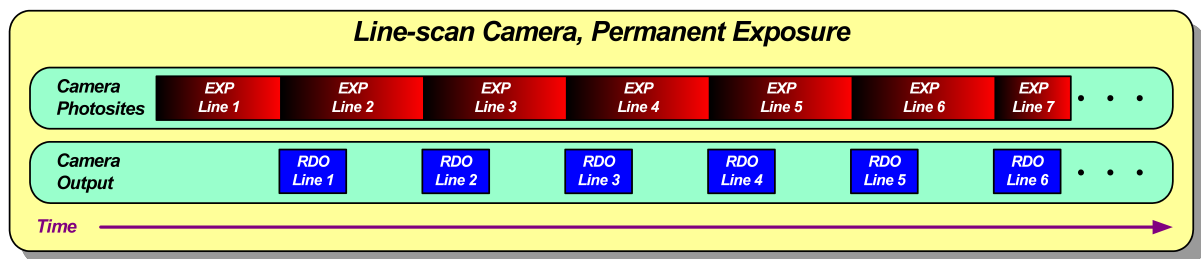 Line-scan Camera, Permanent Exposure
Camera
Photosites
EXP
Line 1
EXP
Line 2
EXP
Line 3
EXP
Line 4
EXP
Line 5
EXP
Line 6
EXP
Line 7
• • •
Camera
Output
RDO
Line 1
RDO
Line 2
RDO
Line 3
RDO
Line 4
RDO
Line 5
RDO
Line 6
• • •
Time